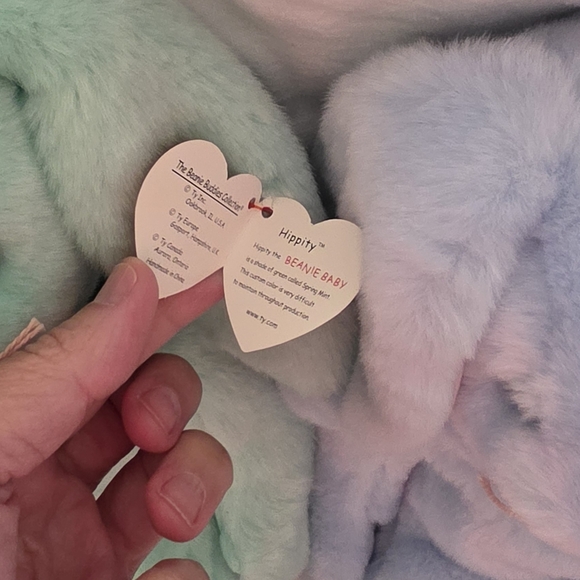 The Beanie Buddies Collection®
© Ty Inc.
Oakbrook, IL U.S.A.
© Ty Europe
Gosport, Hampshire, U.K.
© Ty Canada
Aurora, Ontario
Handmade in China
Hippity™
Hippity the BEANIE BABY
is a shade of green called Spring Mint.
This custom color is very difficult
to maintain throughout production.
www.ty.com